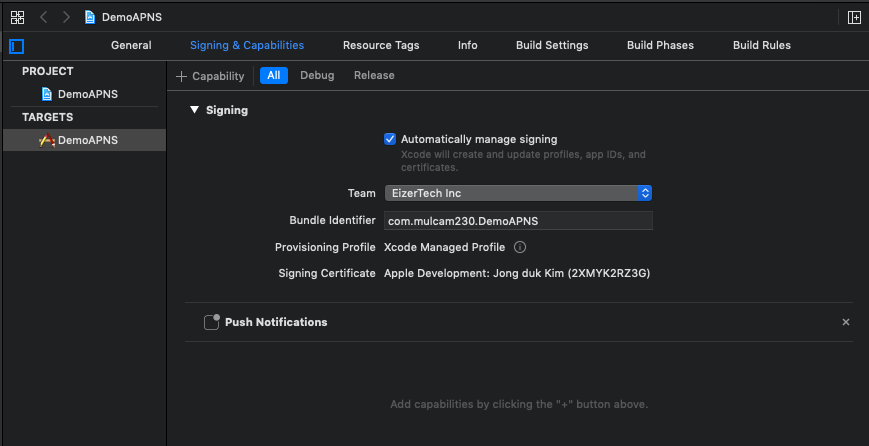 DemoAPNS
General Signing & Capabilities Resource Tags Info Build Settings Build Phases Build Rules
PROJECT
DemoAPNS
TARGETS
DemoAPNS
+ Capability All Debug Release
Signing
Automatically manage signing
Xcode will create and update profiles, app IDs, and
certificates.
Team EizerTech Inc
Bundle Identifier com.mulcam230.DemoAPNS
Provisioning Profile Xcode Managed Profile
Signing Certificate Apple Development: Jong duk Kim (2XMYK2RZ3G)
Push Notifications
Add capabilities by clicking the "+" button above.